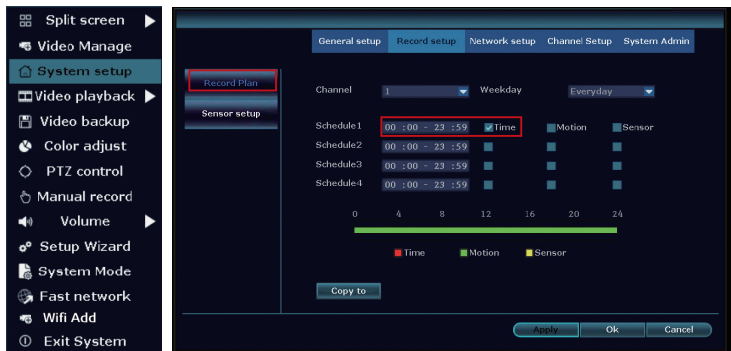 Split screen
Video Manage
System setup
Video playback
Video backup
Color adjust
PTZ control
Manual record
Volume
Setup Wizard
System Mode
Fast network
Wifi Add
Exit System
General setup Record setup Network setup Channel Setup System Admin
Record Plan
Sensor setup
Channel 1 Weekday Everyday
Schedule1 00 :00 - 23 :59 Time Motion Sensor
Schedule2 00 :00 - 23 :59
Schedule3 00 :00 - 23 :59
Schedule4 00 :00 - 23 :59
0 4 8 12 16 20 24
Time Motion Sensor
Copy to
Apply Ok Cancel